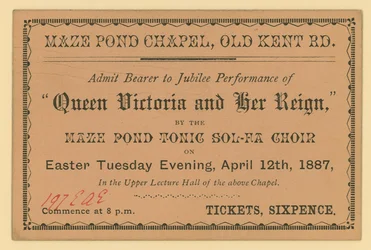 MAZE POND CHAPEL, OLD KENT RD.
Admit Bearer to Jubilee Performance of
"Queen Victoria and Her Reign,"
BY THE
MAZE POND TONIC SOL-FA CHOIR
ON
Easter Tuesday Evening, April 12th, 1887,
In the Upper Lecture Hall of the above Chapel.
197 EAE
Commence at 8 p.m. TICKETS, SIXPENCE.